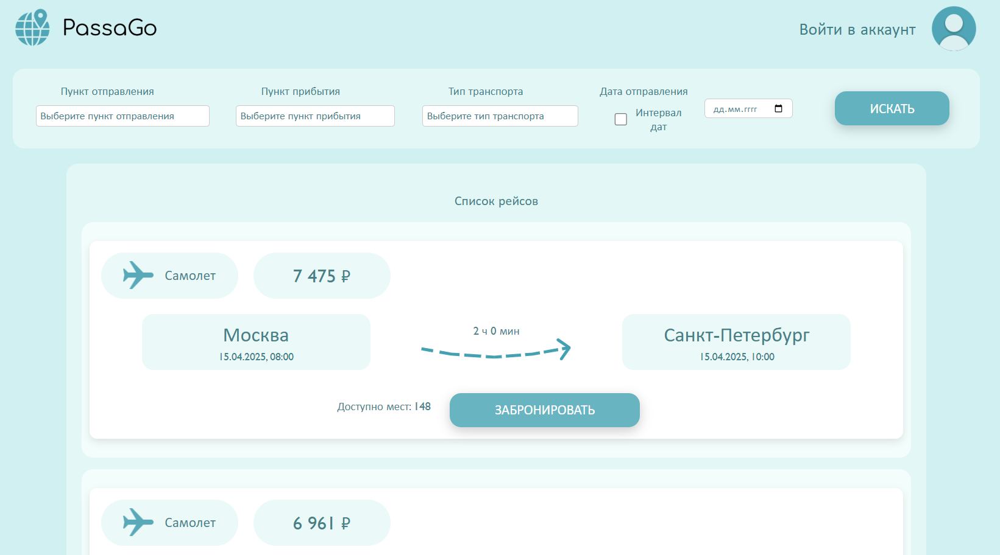 PassaGo
Войти в аккаунт
Пункт отправления
Выберите пункт отправления
Пункт прибытия
Выберите пункт прибытия
Тип транспорта
Выберите тип транспорта
Дата отправления
Интервал
дат
дд.мм.гггг
ИСКАТЬ
Список рейсов
Самолет
7 475 ₽
Москва
15.04.2025, 08:00
2 ч 0 мин
Санкт-Петербург
15.04.2025, 10:00
Доступно мест: 148
ЗАБРОНИРОВАТЬ
Самолет
6 961 ₽